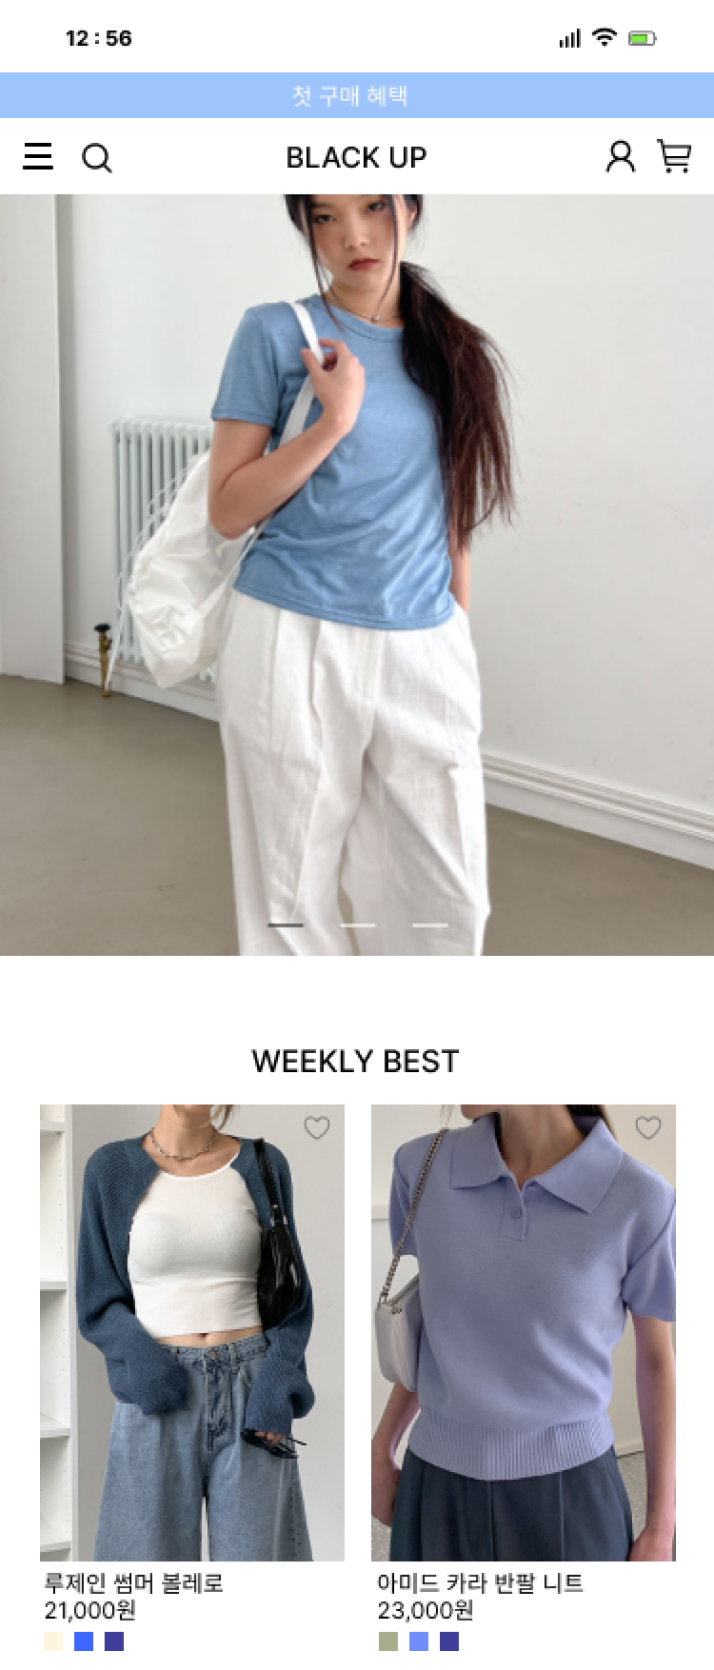 12:56
첫 구매 혜택
BLACK UP
WEEKLY BEST
루제인 썸머 볼레로
21,000원
아미드 카라 반팔 니트
23,000원